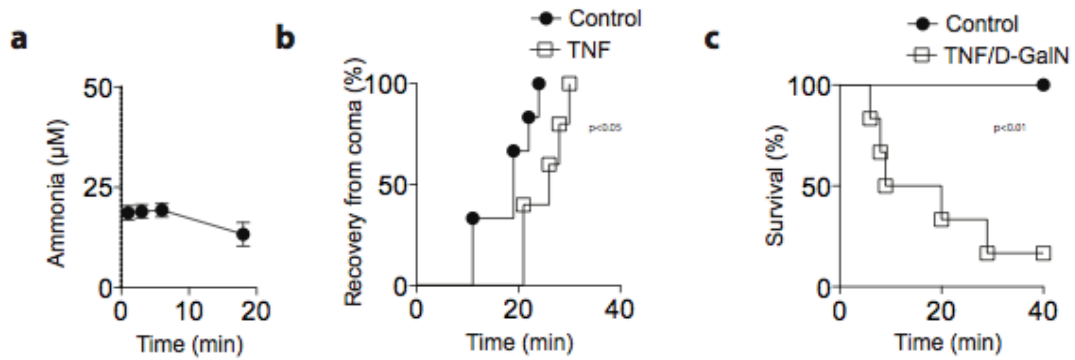 a
50
25
0
0
10
20
Ammonia (µM)
Time (min)
b
Control
TNF
100
50
0
0
20
40
p<0.05
Recovery from coma (%)
Time (min)
c
Control
TNF/D-GalN
100
50
0
0
20
40
p<0.01
Survival (%)
Time (min)